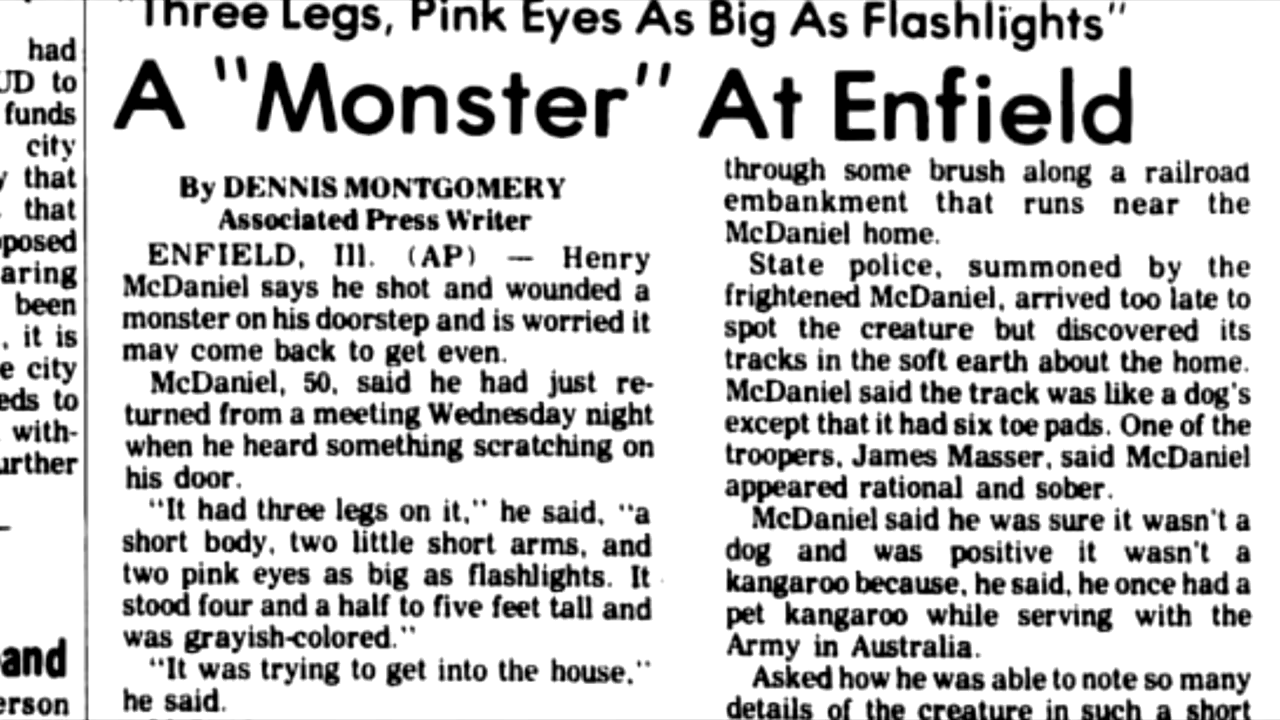 had
UD to
funds
city
y that
that
pposed
aring
been
, it is
e city
eds to
with-
urther
and
erson
"Three Legs, Pink Eyes As Big As Flashlights"
A "Monster" At Enfield
By DENNIS MONTGOMERY
Associated Press Writer
ENFIELD, Ill. (AP) — Henry
McDaniel says he shot and wounded a
monster on his doorstep and is worried it
may come back to get even.
McDaniel, 50, said he had just re-
turned from a meeting Wednesday night
when he heard something scratching on
his door.
"It had three legs on it," he said, "a
short body, two little short arms, and
two pink eyes as big as flashlights. It
stood four and a half to five feet tall and
was grayish-colored."
"It was trying to get into the house,"
he said.
through some brush along a railroad
embankment that runs near the
McDaniel home.
State police, summoned by the
frightened McDaniel, arrived too late to
spot the creature but discovered its
tracks in the soft earth about the home.
McDaniel said the track was like a dog's
except that it had six toe pads. One of the
troopers, James Masser, said McDaniel
appeared rational and sober.
McDaniel said he was sure it wasn't a
dog and was positive it wasn't a
kangaroo because, he said, he once had a
pet kangaroo while serving with the
Army in Australia.
Asked how he was able to note so many
details of the creature in such a short